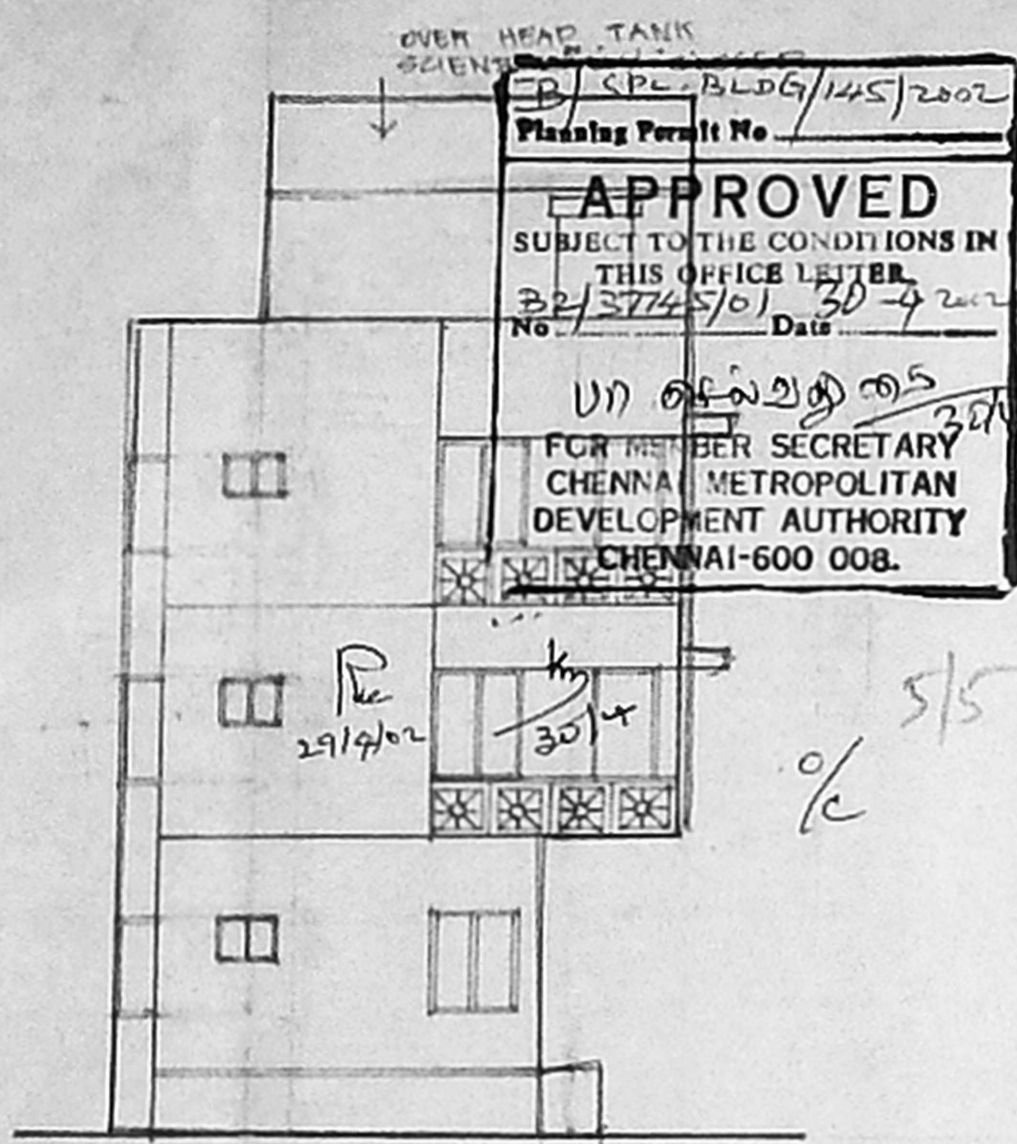 OVER HEAD TANK
B/ SPL. BLDG/145/2002
Planning Permit No
APPROVED
SUBJECT TO THE CONDITIONS IN
THIS OFFICE LETTER
B2/37745/01 30-4 2002
No Date
FOR MEMBER SECRETARY
CHENNAI METROPOLITAN
DEVELOPMENT AUTHORITY
CHENNAI-600 008.
30/4
29/4/02
30/4
5/5
o/c